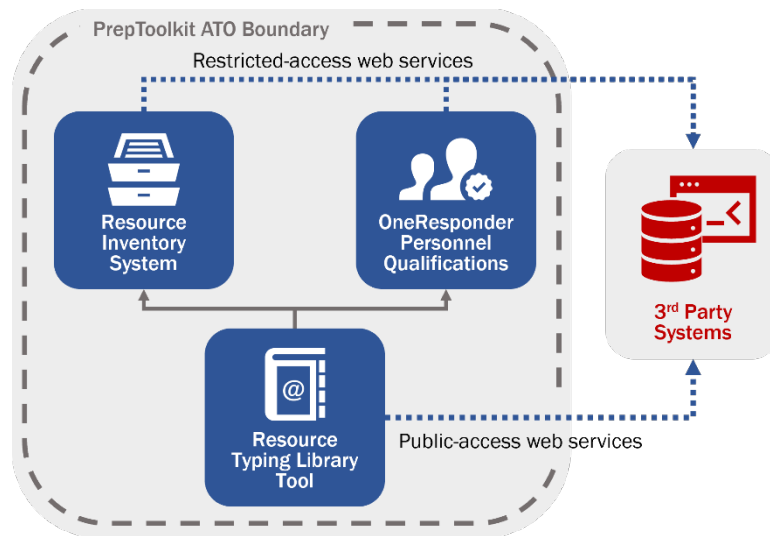 PrepToolkit ATO Boundary
Restricted-access web services
Resource
Inventory
System
OneResponder
Personnel
Qualifications
3rd Party
Systems
@
Resource
Typing Library
Tool
Public-access web services